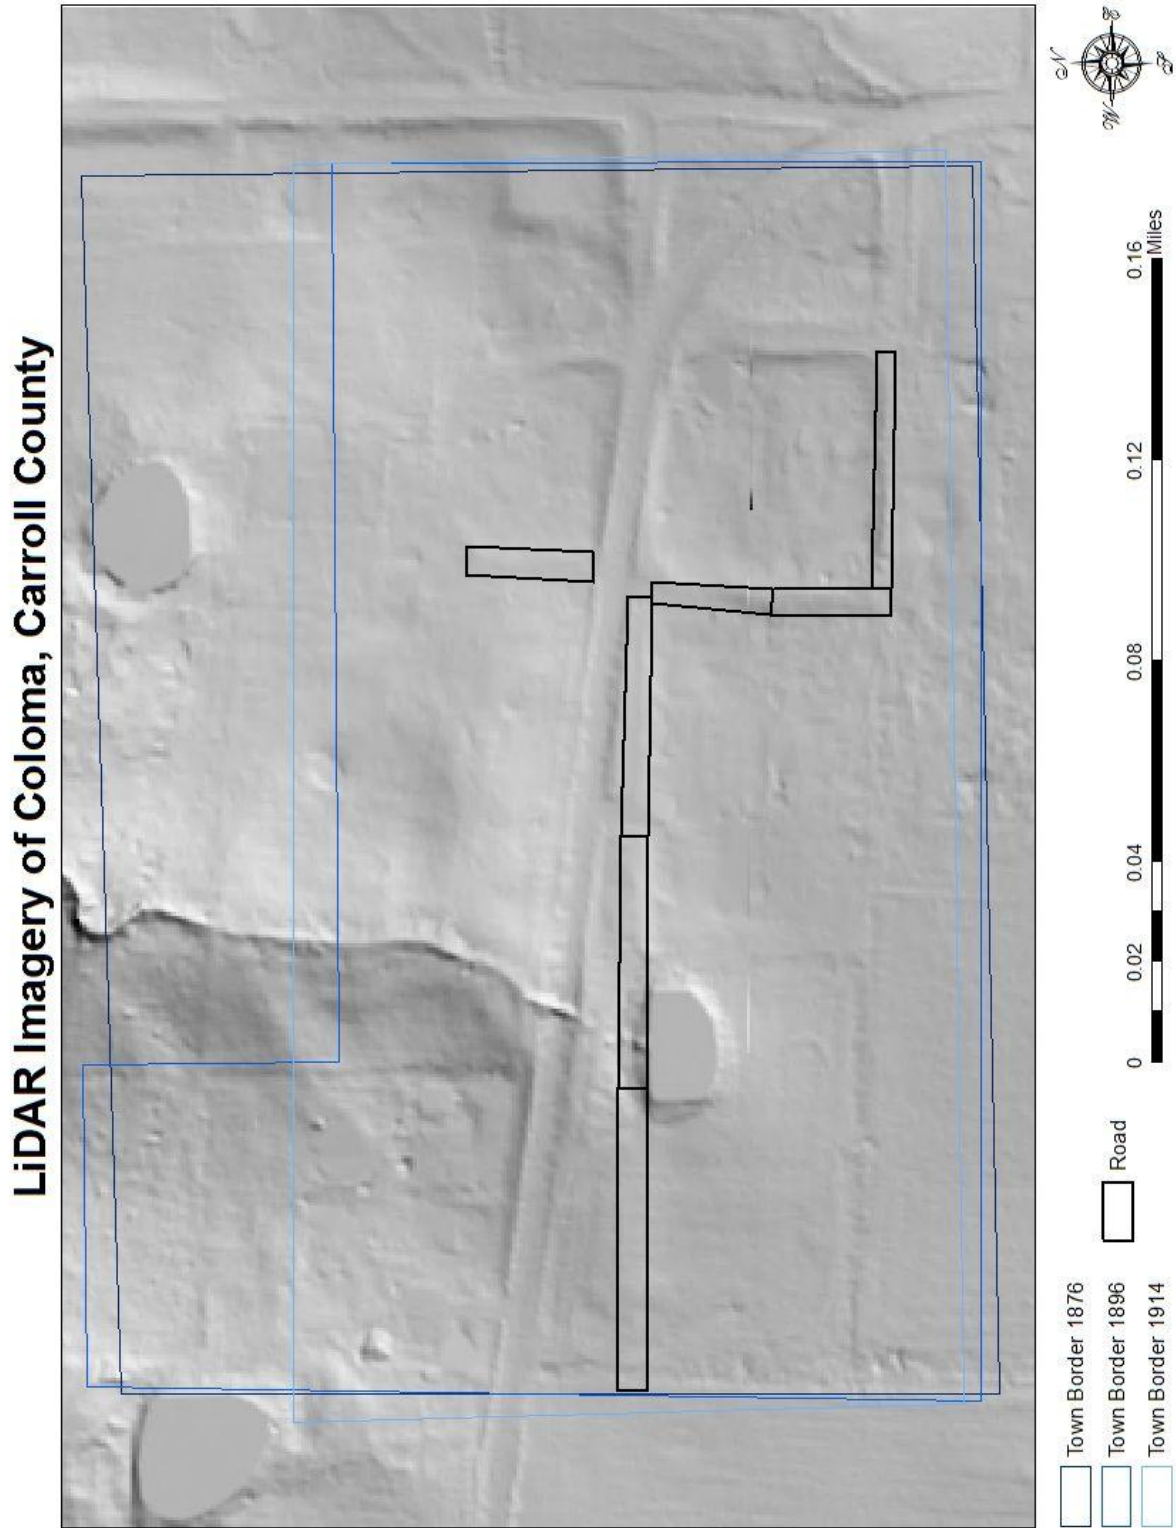 LiDAR Imagery of Coloma, Carroll County
Town Border 1876
Town Border 1896
Town Border 1914
Road
0 0.02 0.04 0.08 0.12 0.16
Miles
N
W E
S